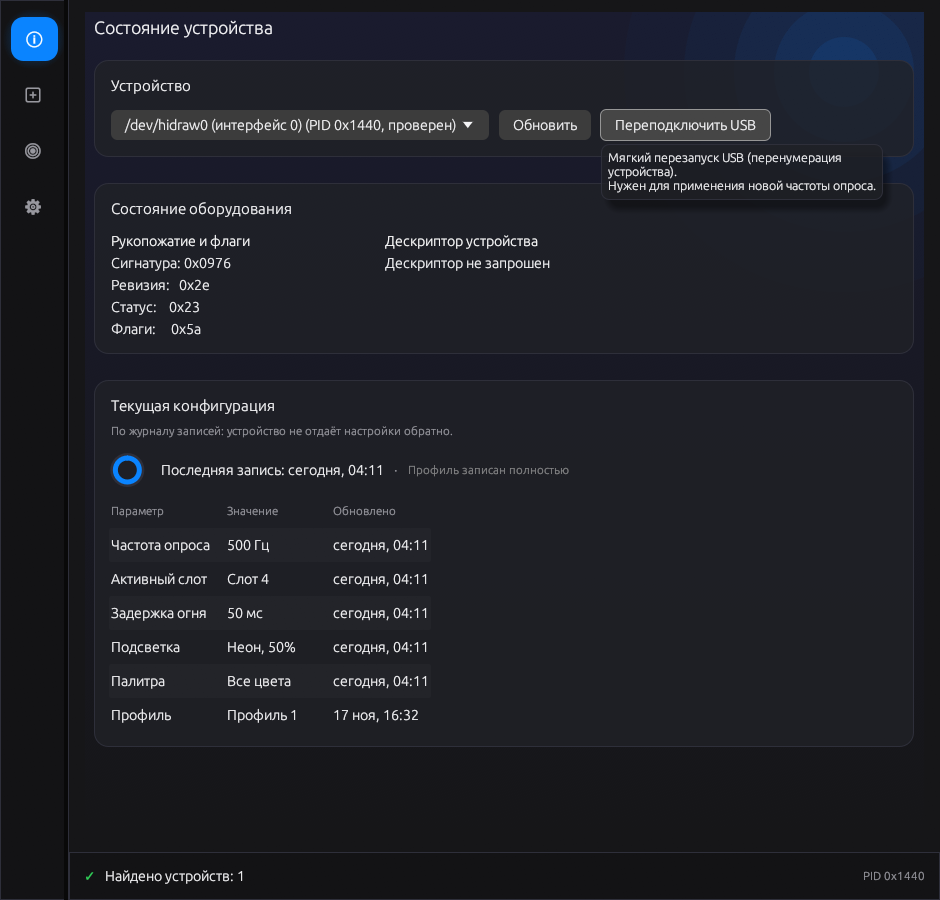 Состояние устройства
Устройство
/dev/hidraw0 (интерфейс 0) (PID 0x1440, проверен)
Обновить
Переподключить USB
Мягкий перезапуск USB (перенумерация
устройства).
Нужен для применения новой частоты опроса.
Состояние оборудования
Рукопожатие и флаги
Сигнатура: 0x0976
Ревизия: 0x2e
Статус: 0x23
Флаги: 0x5a
Дескриптор устройства
Дескриптор не запрошен
Текущая конфигурация
По журналу записей: устройство не отдаёт настройки обратно.
Последняя запись: сегодня, 04:11 · Профиль записан полностью
Параметр Значение Обновлено
Частота опроса 500 Гц сегодня, 04:11
Активный слот Слот 4 сегодня, 04:11
Задержка огня 50 мс сегодня, 04:11
Подсветка Неон, 50% сегодня, 04:11
Палитра Все цвета сегодня, 04:11
Профиль Профиль 1 17 ноя, 16:32
✓ Найдено устройств: 1
PID 0x1440